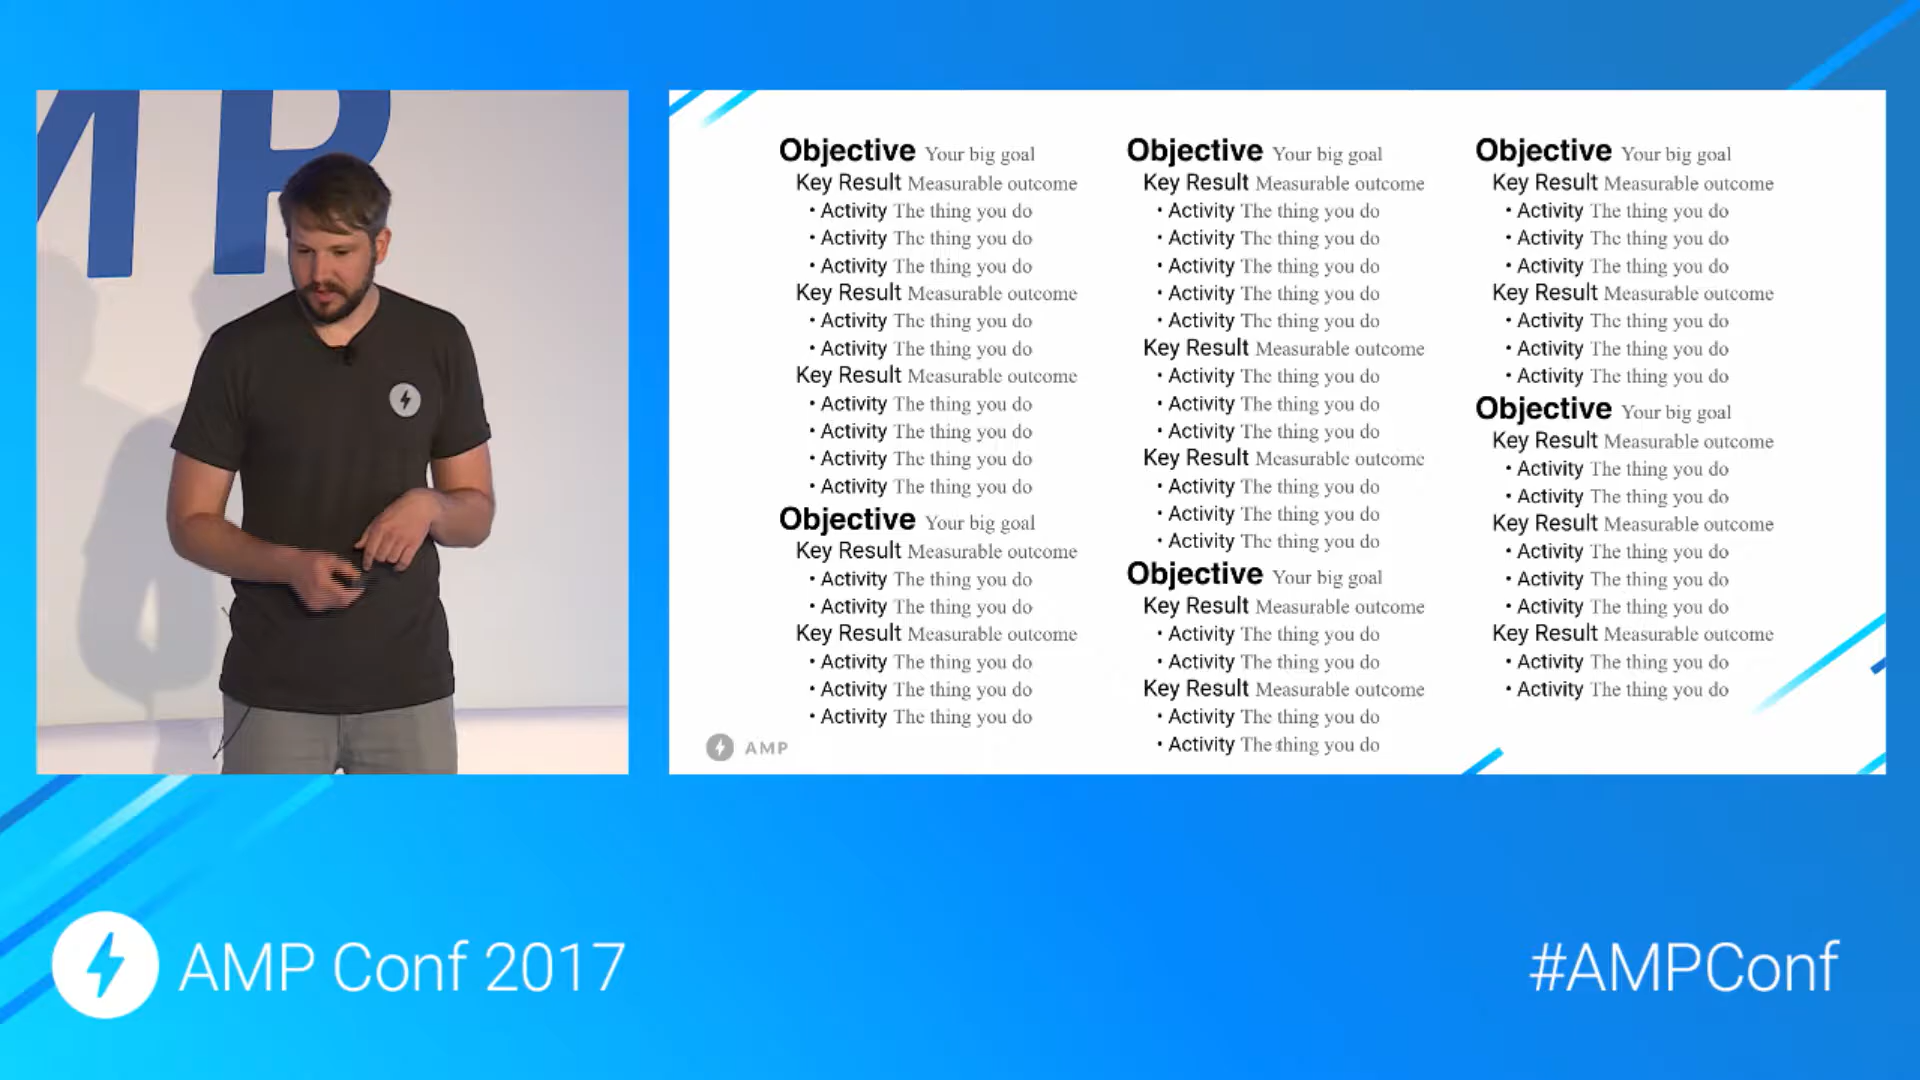 MP
Objective Your big goal
Key Result Measurable outcome
• Activity The thing you do
• Activity The thing you do
• Activity The thing you do
Key Result Measurable outcome
• Activity The thing you do
• Activity The thing you do
Key Result Measurable outcome
• Activity The thing you do
• Activity The thing you do
• Activity The thing you do
• Activity The thing you do
Objective Your big goal
Key Result Measurable outcome
• Activity The thing you do
• Activity The thing you do
Key Result Measurable outcome
• Activity The thing you do
• Activity The thing you do
• Activity The thing you do
Objective Your big goal
Key Result Measurable outcome
• Activity The thing you do
• Activity The thing you do
• Activity The thing you do
• Activity The thing you do
• Activity The thing you do
Key Result Measurable outcome
• Activity The thing you do
• Activity The thing you do
• Activity The thing you do
Key Result Measurable outcome
• Activity The thing you do
• Activity The thing you do
• Activity The thing you do
Objective Your big goal
Key Result Measurable outcome
• Activity The thing you do
• Activity The thing you do
Key Result Measurable outcome
• Activity The thing you do
• Activity The thing you do
Objective Your big goal
Key Result Measurable outcome
• Activity The thing you do
• Activity The thing you do
• Activity The thing you do
Key Result Measurable outcome
• Activity The thing you do
• Activity The thing you do
• Activity The thing you do
Objective Your big goal
Key Result Measurable outcome
• Activity The thing you do
• Activity The thing you do
Key Result Measurable outcome
• Activity The thing you do
• Activity The thing you do
• Activity The thing you do
Key Result Measurable outcome
• Activity The thing you do
• Activity The thing you do
AMP
AMP Conf 2017
#AMPConf